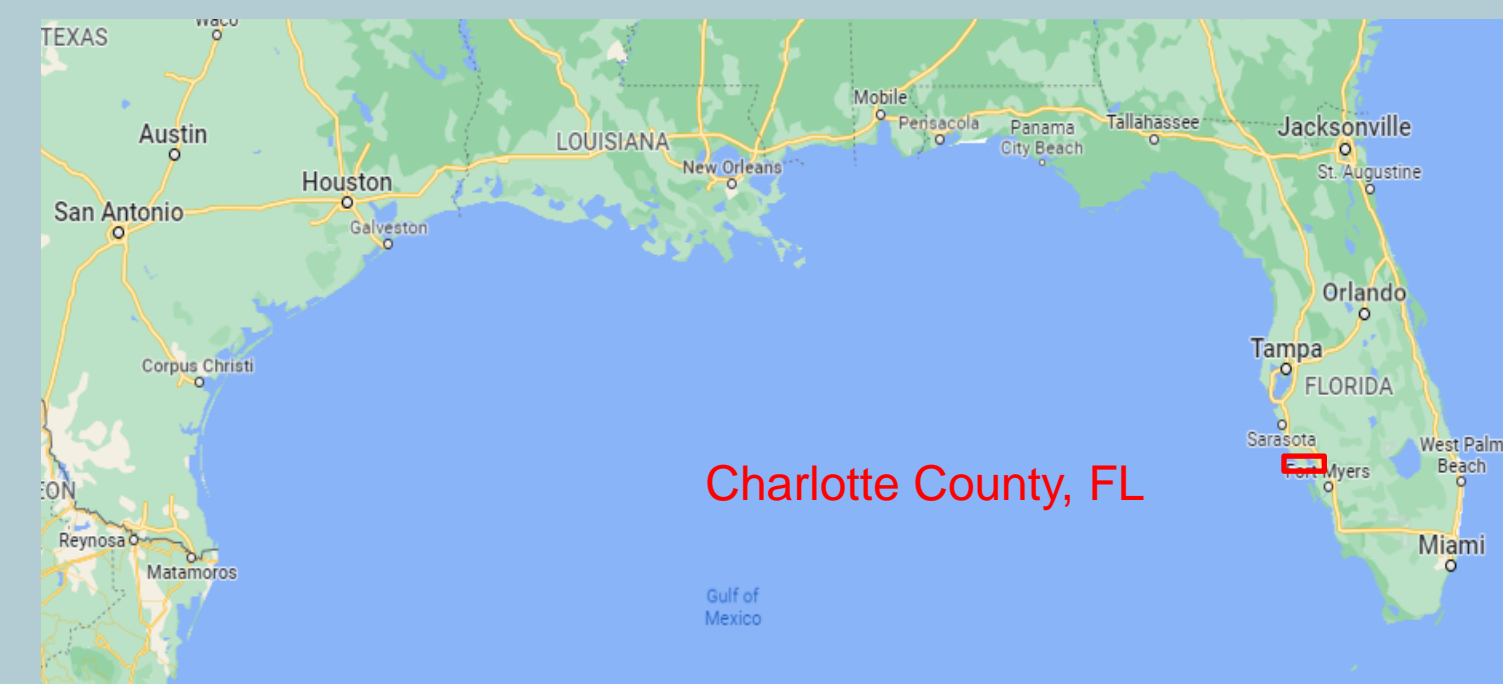 TEXAS
Waco
Austin
San Antonio
Houston
Galveston
Corpus Christi
Reynosa
Matamoros
LOUISIANA
New Orleans
Mobile
Pensacola
Panama
City Beach
Tallahassee
Jacksonville
St. Augustine
Orlando
Tampa
FLORIDA
Sarasota
Fort Myers
West Palm
Beach
Miami
Charlotte County, FL
Gulf of
Mexico